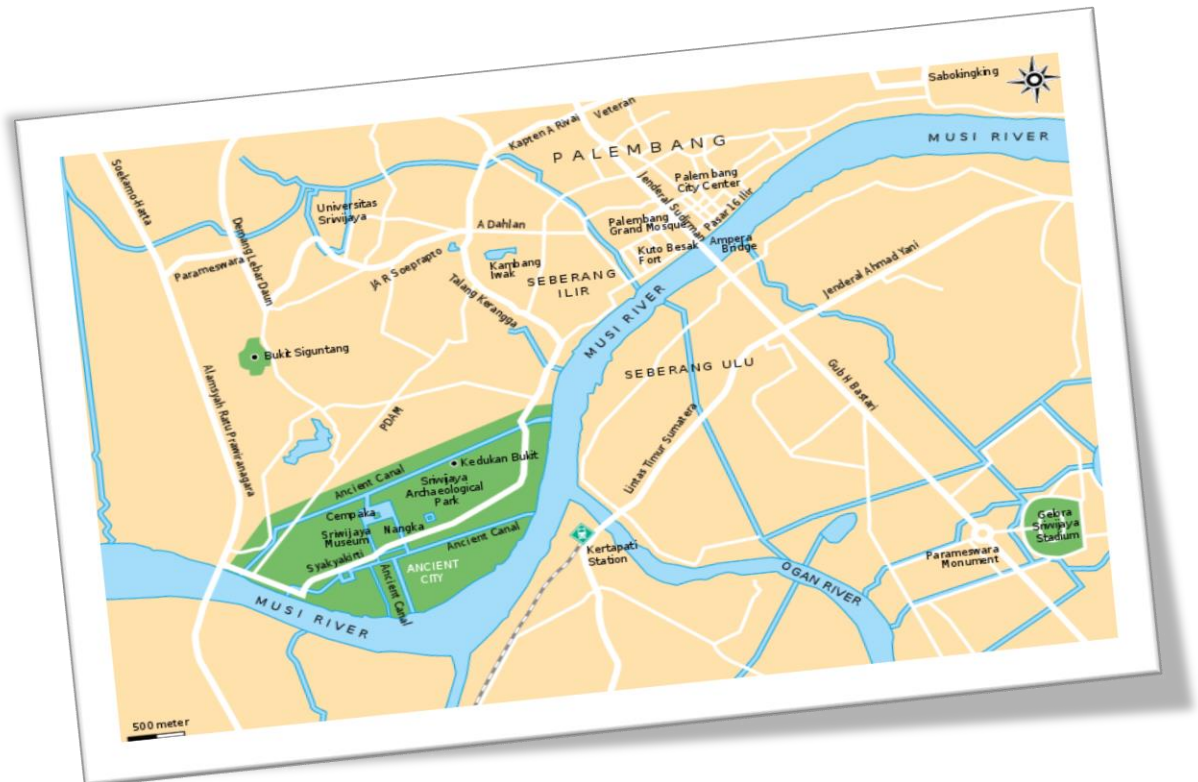 Sabokingking
MUSI RIVER
Kapten A Rivai
Veteran
PALEMBANG
Soekarno-Hatta
Palembang
City Center
Jenderal Sudirman
Pasar 16 Ilir
Universitas
Sriwijaya
Demang Lebar Daun
A Dahlan
Palembang
Grand Mosque
Ampera
Bridge
Kuto Besak
Fort
Parameswara
JA R Soeprapto
Kambang
Iwak
SEBERANG
ILIR
Talang Kerangga
Jenderal Ahmad Yani
MUSI RIVER
Bukit Siguntang
SEBERANG ULU
Gub H Bastari
Alamsyah Ratu Prawiranagara
PDAM
Lintas Timur Sumatera
Kedukan Bukit
Ancient Canal
Sriwijaya
Archaeological
Park
Cempaka
Nangka
Sriwijaya
Museum
Ancient Canal
Syakyakirti
ANCIENT
CITY
Ancient Canal
Kertapati
Station
Gelora
Sriwijaya
Stadium
Parameswara
Monument
OGAN RIVER
MUSI RIVER
500 meter